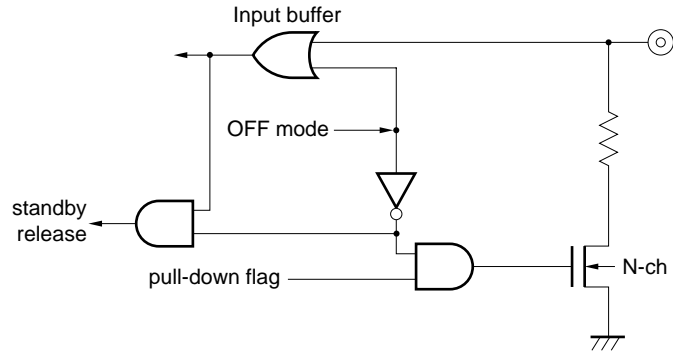 Input buffer
OFF mode
standby
release
pull-down flag
N-ch